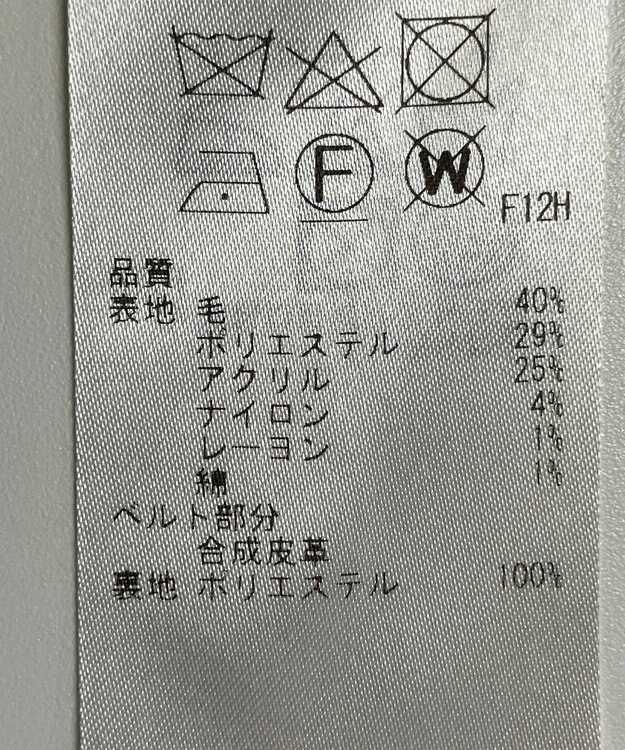 F W F12H
品質
表地 毛 40%
ポリエステル 29%
アクリル 25%
ナイロン 4%
レーヨン 1%
綿 1%
ベルト部分
合成皮革
裏地 ポリエステル 100%